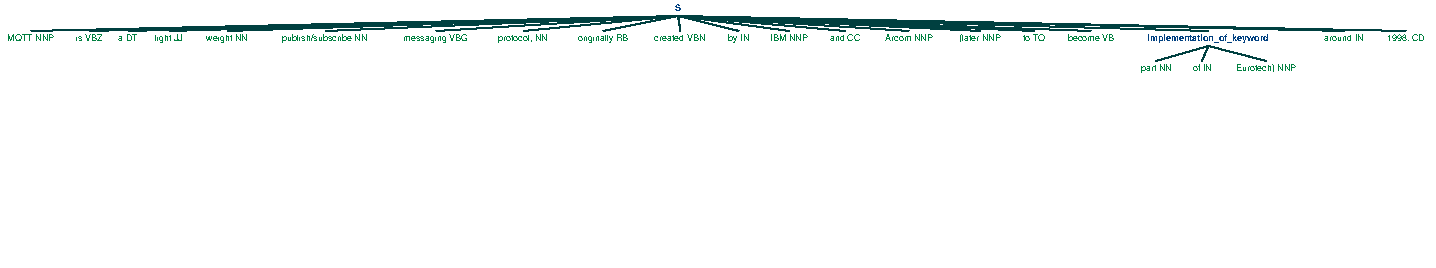 S
MQTT NNP is VBZ a DT light JJ weight NN publish/subscribe NN messaging VBG protocol, NN originally RB created VBN by IN IBM NNP and CC Arcom NNP (later NNP to TO become VB Implementation_of_keyword around IN 1998. CD
part NN of IN Eurotech) NNP